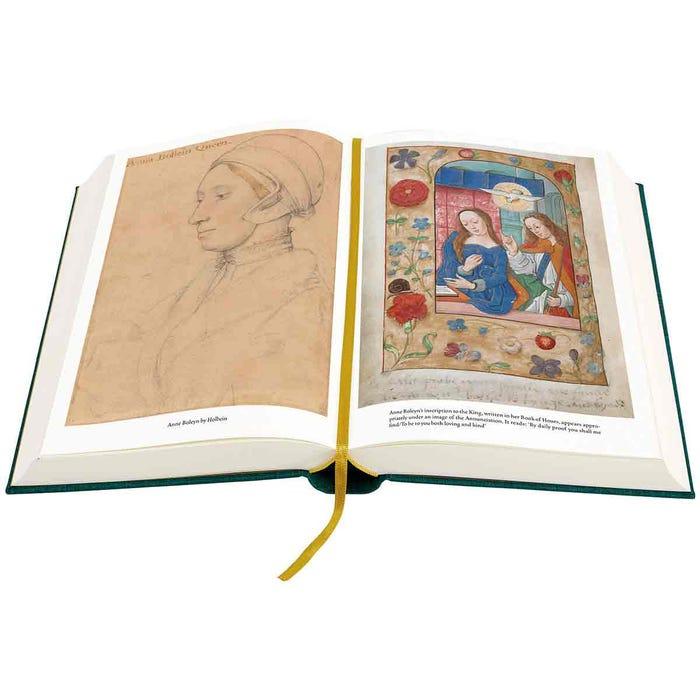 Anna Bollein Queen.
Anne Boleyn by Holbein
Anne Boleyn's inscription to the King, written in her Book of Hours, appears appro-
priately under an image of the Annunciation. It reads: 'By daily proof you shall me
find/To be to you both loving and kind'